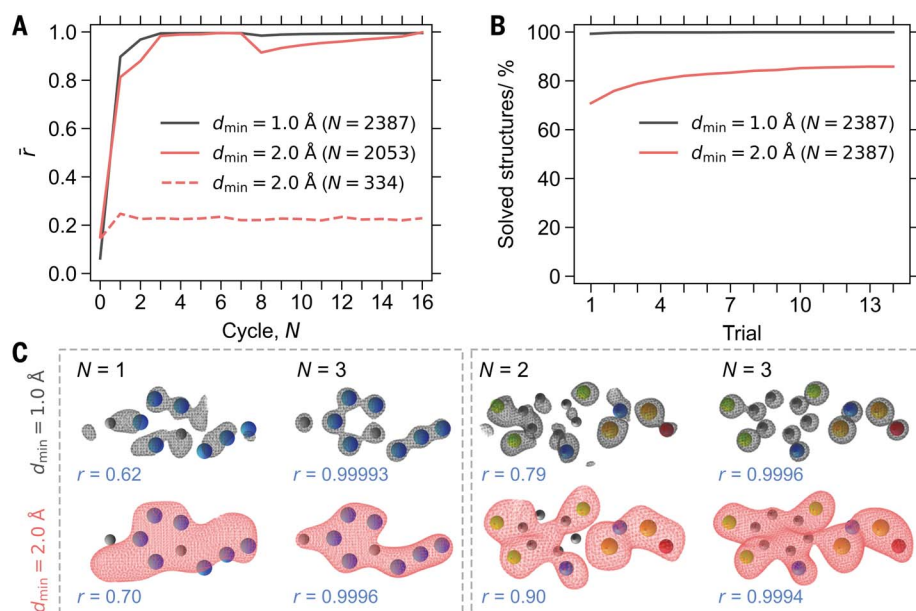 A
1.0
0.8
0.6
0.4
0.2
0.0
r̄
d_min = 1.0 Å (N = 2387)
d_min = 2.0 Å (N = 2053)
d_min = 2.0 Å (N = 334)
0 2 4 6 8 10 12 14 16
Cycle, N
B
100
80
60
40
20
0
Solved structures/ %
d_min = 1.0 Å (N = 2387)
d_min = 2.0 Å (N = 2387)
1 4 7 10 13
Trial
C
N = 1 N = 3 N = 2 N = 3
d_min = 1.0 Å
r = 0.62 r = 0.99993 r = 0.79 r = 0.9996
d_min = 2.0 Å
r = 0.70 r = 0.9996 r = 0.90 r = 0.9994